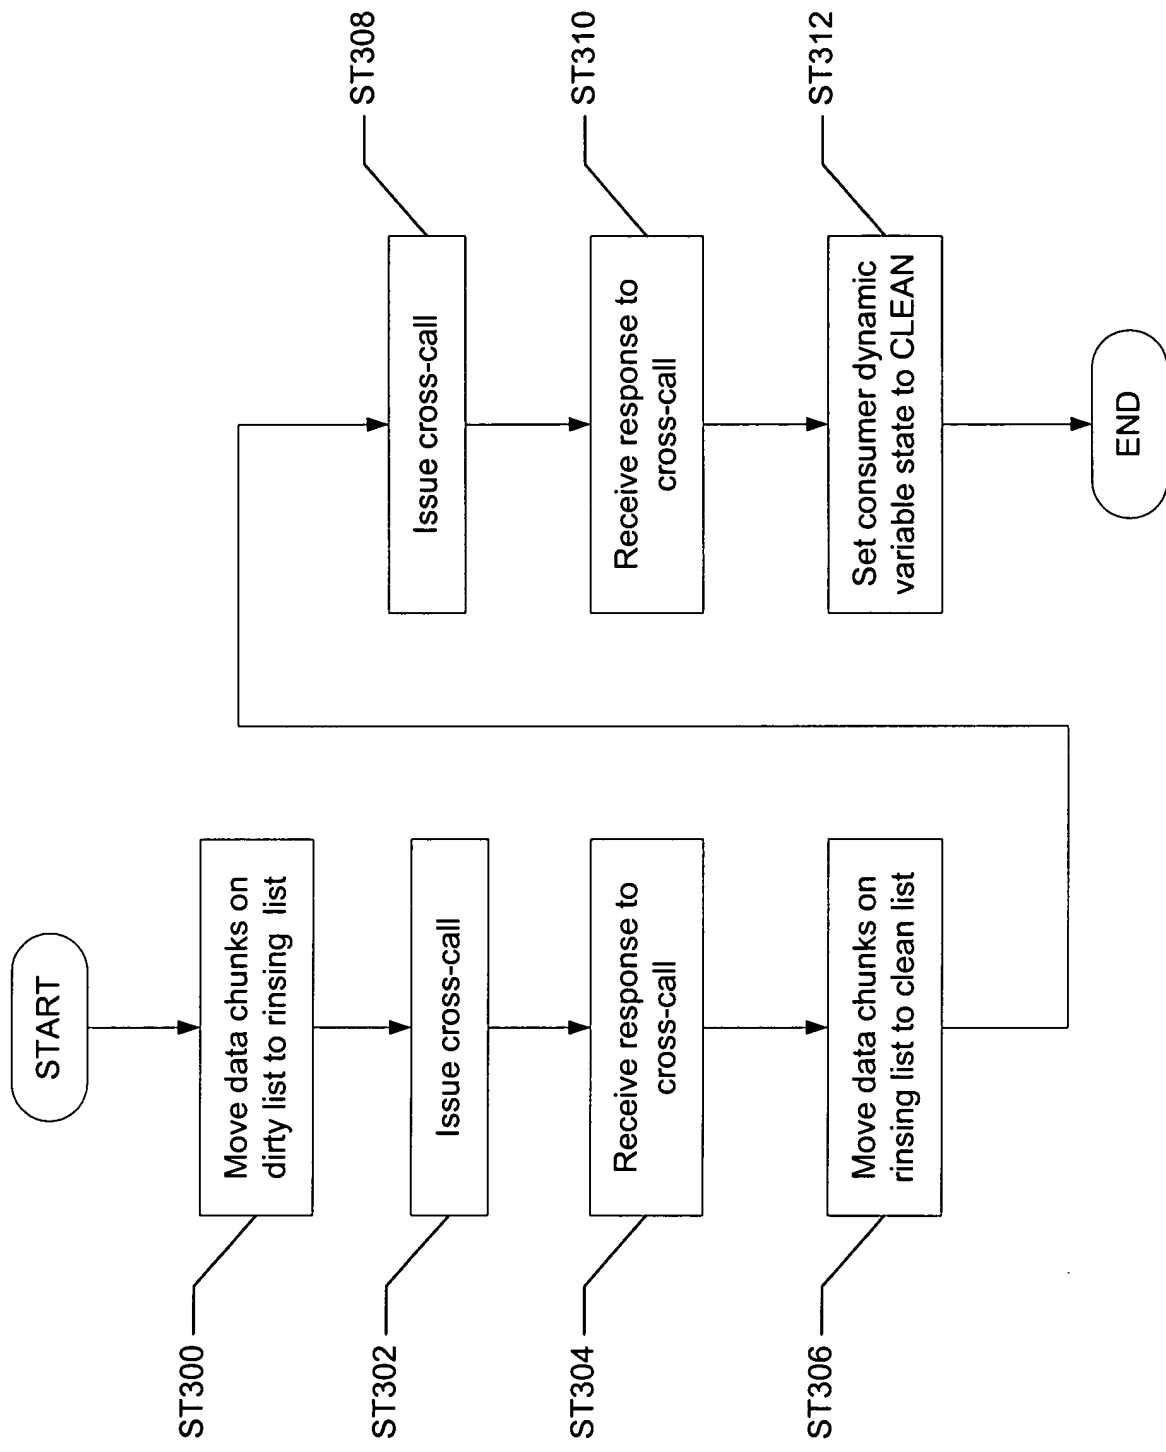 START
Move data chunks on
dirty list to rinsing list
ST300
Issue cross-call
ST302
Receive response to
cross-call
ST304
Move data chunks on
rinsing list to clean list
ST306
Issue cross-call
ST308
Receive response to
cross-call
ST310
Set consumer dynamic
variable state to CLEAN
ST312
END